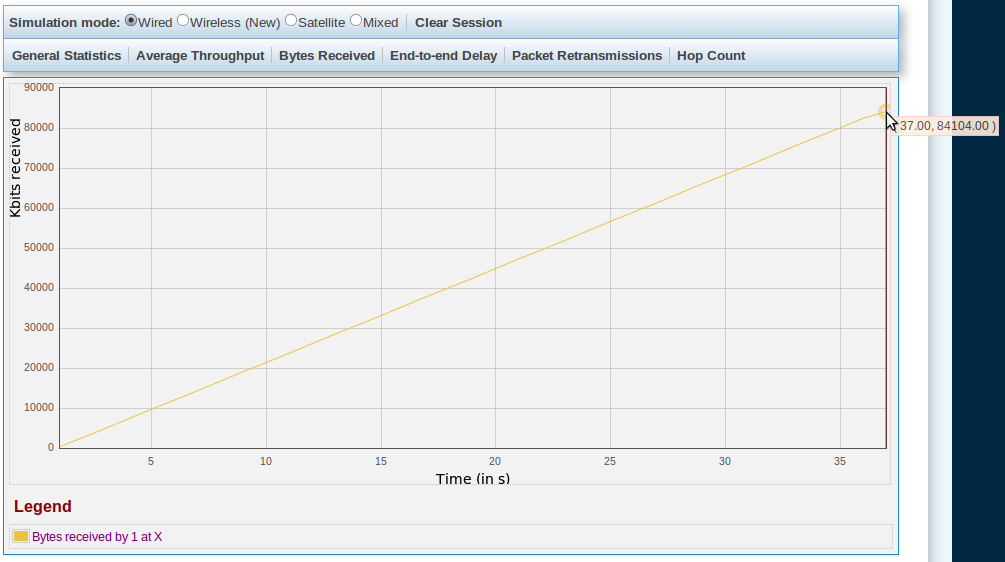 Simulation mode: Wired Wireless (New) Satellite Mixed Clear Session
General Statistics Average Throughput Bytes Received End-to-end Delay Packet Retransmissions Hop Count
90000
80000
70000
60000
50000
40000
30000
20000
10000
0
Kbits received
37.00, 84104.00 )
5 10 15 20 25 30 35
Time (in s)
Legend
Bytes received by 1 at X